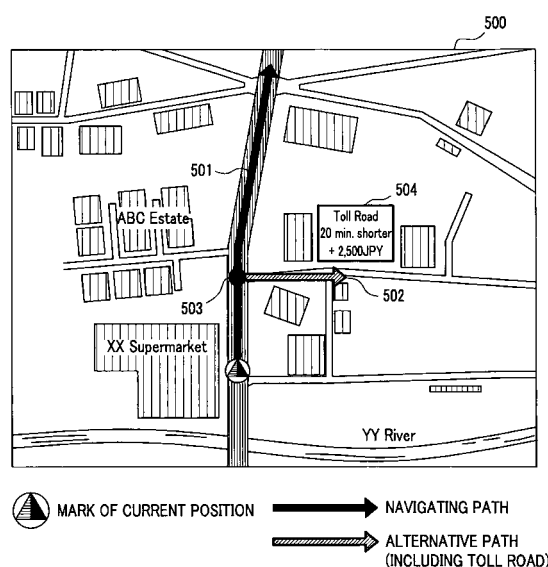 500
501
504
Toll Road
20 min. shorter
+ 2,500JPY
ABC Estate
503
502
XX Supermarket
YY River
MARK OF CURRENT POSITION
NAVIGATING PATH
ALTERNATIVE PATH
(INCLUDING TOLL ROAD)